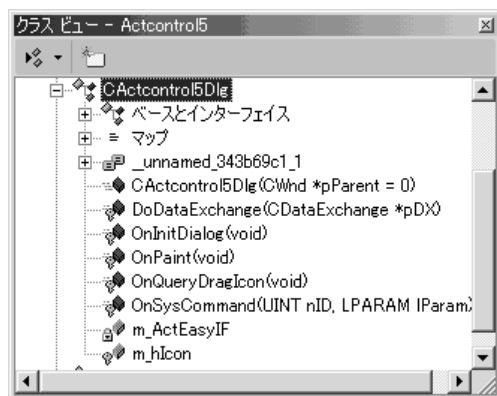 クラス ビュー - Actcontrol5
CActcontrol5Dlg
ベースとインターフェイス
マップ
_unnamed_343b69c1_1
CActcontrol5Dlg(CWnd *pParent = 0)
DoDataExchange(CDataExchange *pDX)
OnInitDialog(void)
OnPaint(void)
OnQueryDragIcon(void)
OnSysCommand(UINT nID, LPARAM lParam)
m_ActEasyIF
m_hIcon